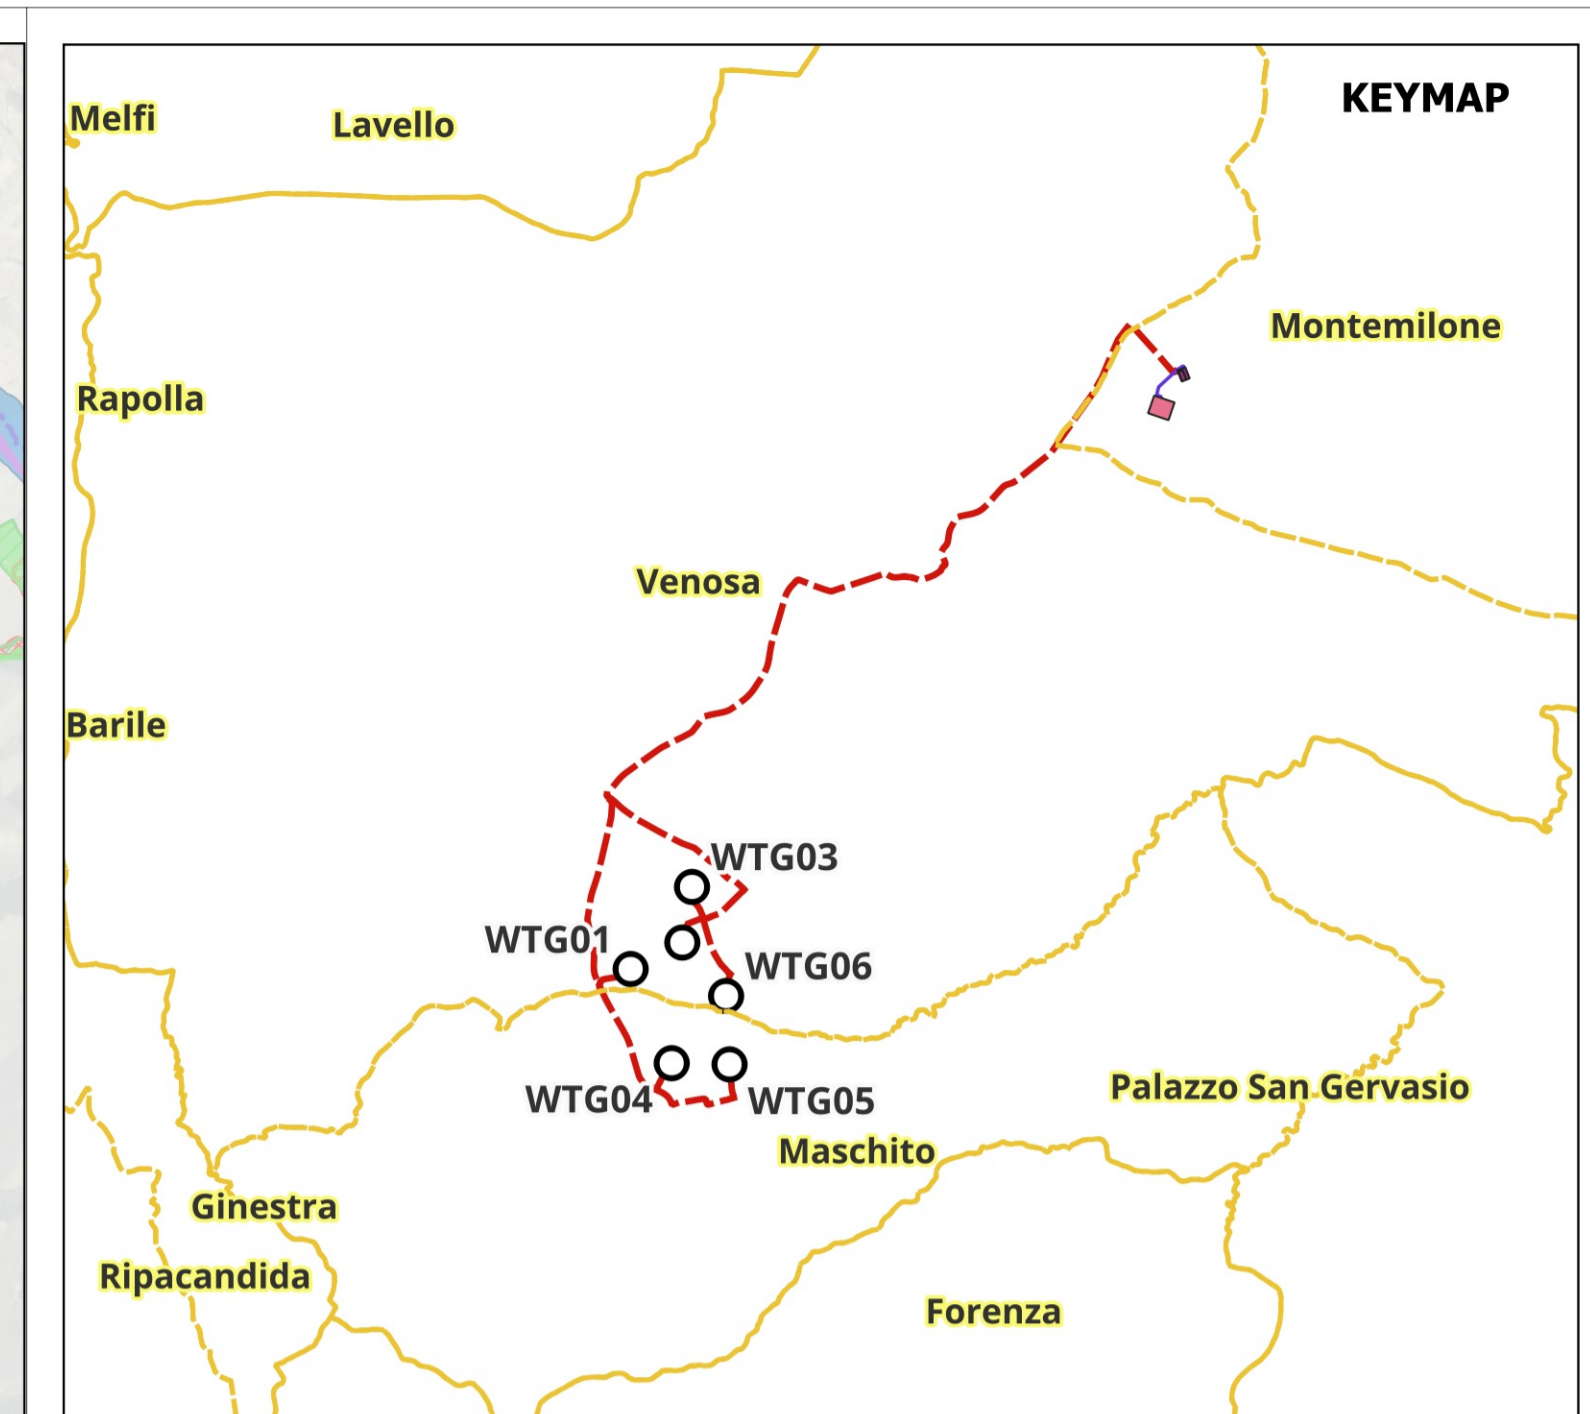 KEYMAP
Melfi
Lavello
Montemilone
Rapolla
Venosa
Barile
WTG03
WTG01
WTG06
WTG04
WTG05
Palazzo San Gervasio
Maschito
Ginestra
Ripacandida
Forenza